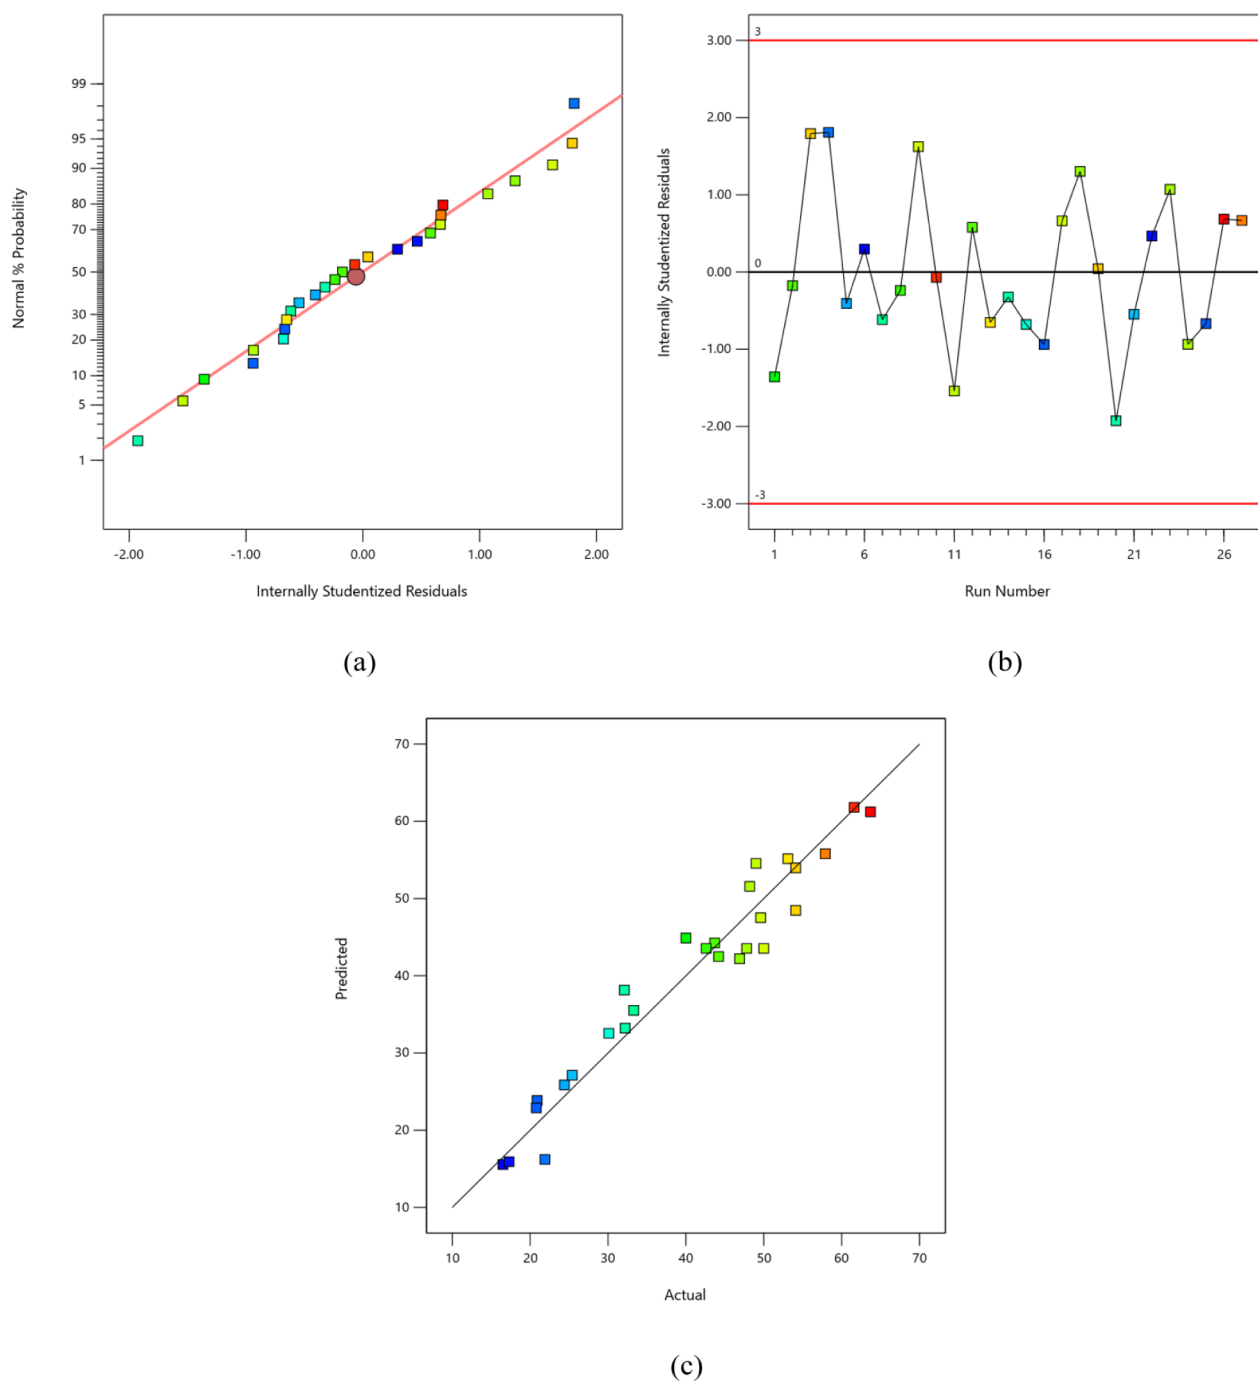 Normal % Probability
99
95
90
80
70
50
30
20
10
5
1
-2.00 -1.00 0.00 1.00 2.00
Internally Studentized Residuals
(a)
Internally Studentized Residuals
3.00
2.00
1.00
0.00
-1.00
-2.00
-3.00
3
0
-3
1 6 11 16 21 26
Run Number
(b)
Predicted
70
60
50
40
30
20
10
10 20 30 40 50 60 70
Actual
(c)